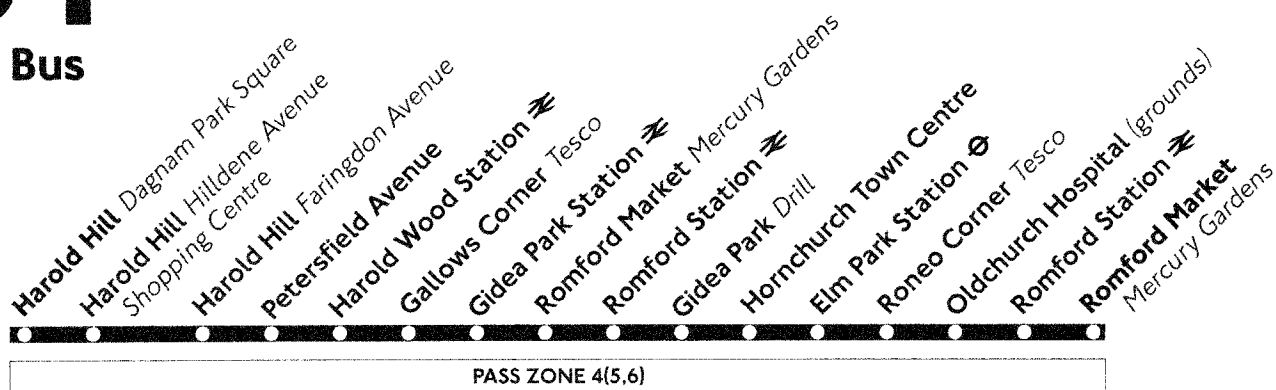 Bus
Harold Hill Dagnam Park Square
Harold Hill Hilldene Avenue
Shopping Centre
Harold Hill Faringdon Avenue
Petersfield Avenue
Harold Wood Station
Gallows Corner Tesco
Gidea Park Station
Romford Market Mercury Gardens
Romford Station
Gidea Park Drill
Hornchurch Town Centre
Elm Park Station
Roneo Corner Tesco
Oldchurch Hospital (grounds)
Romford Station
Romford Market
Mercury Gardens
PASS ZONE 4(5,6)